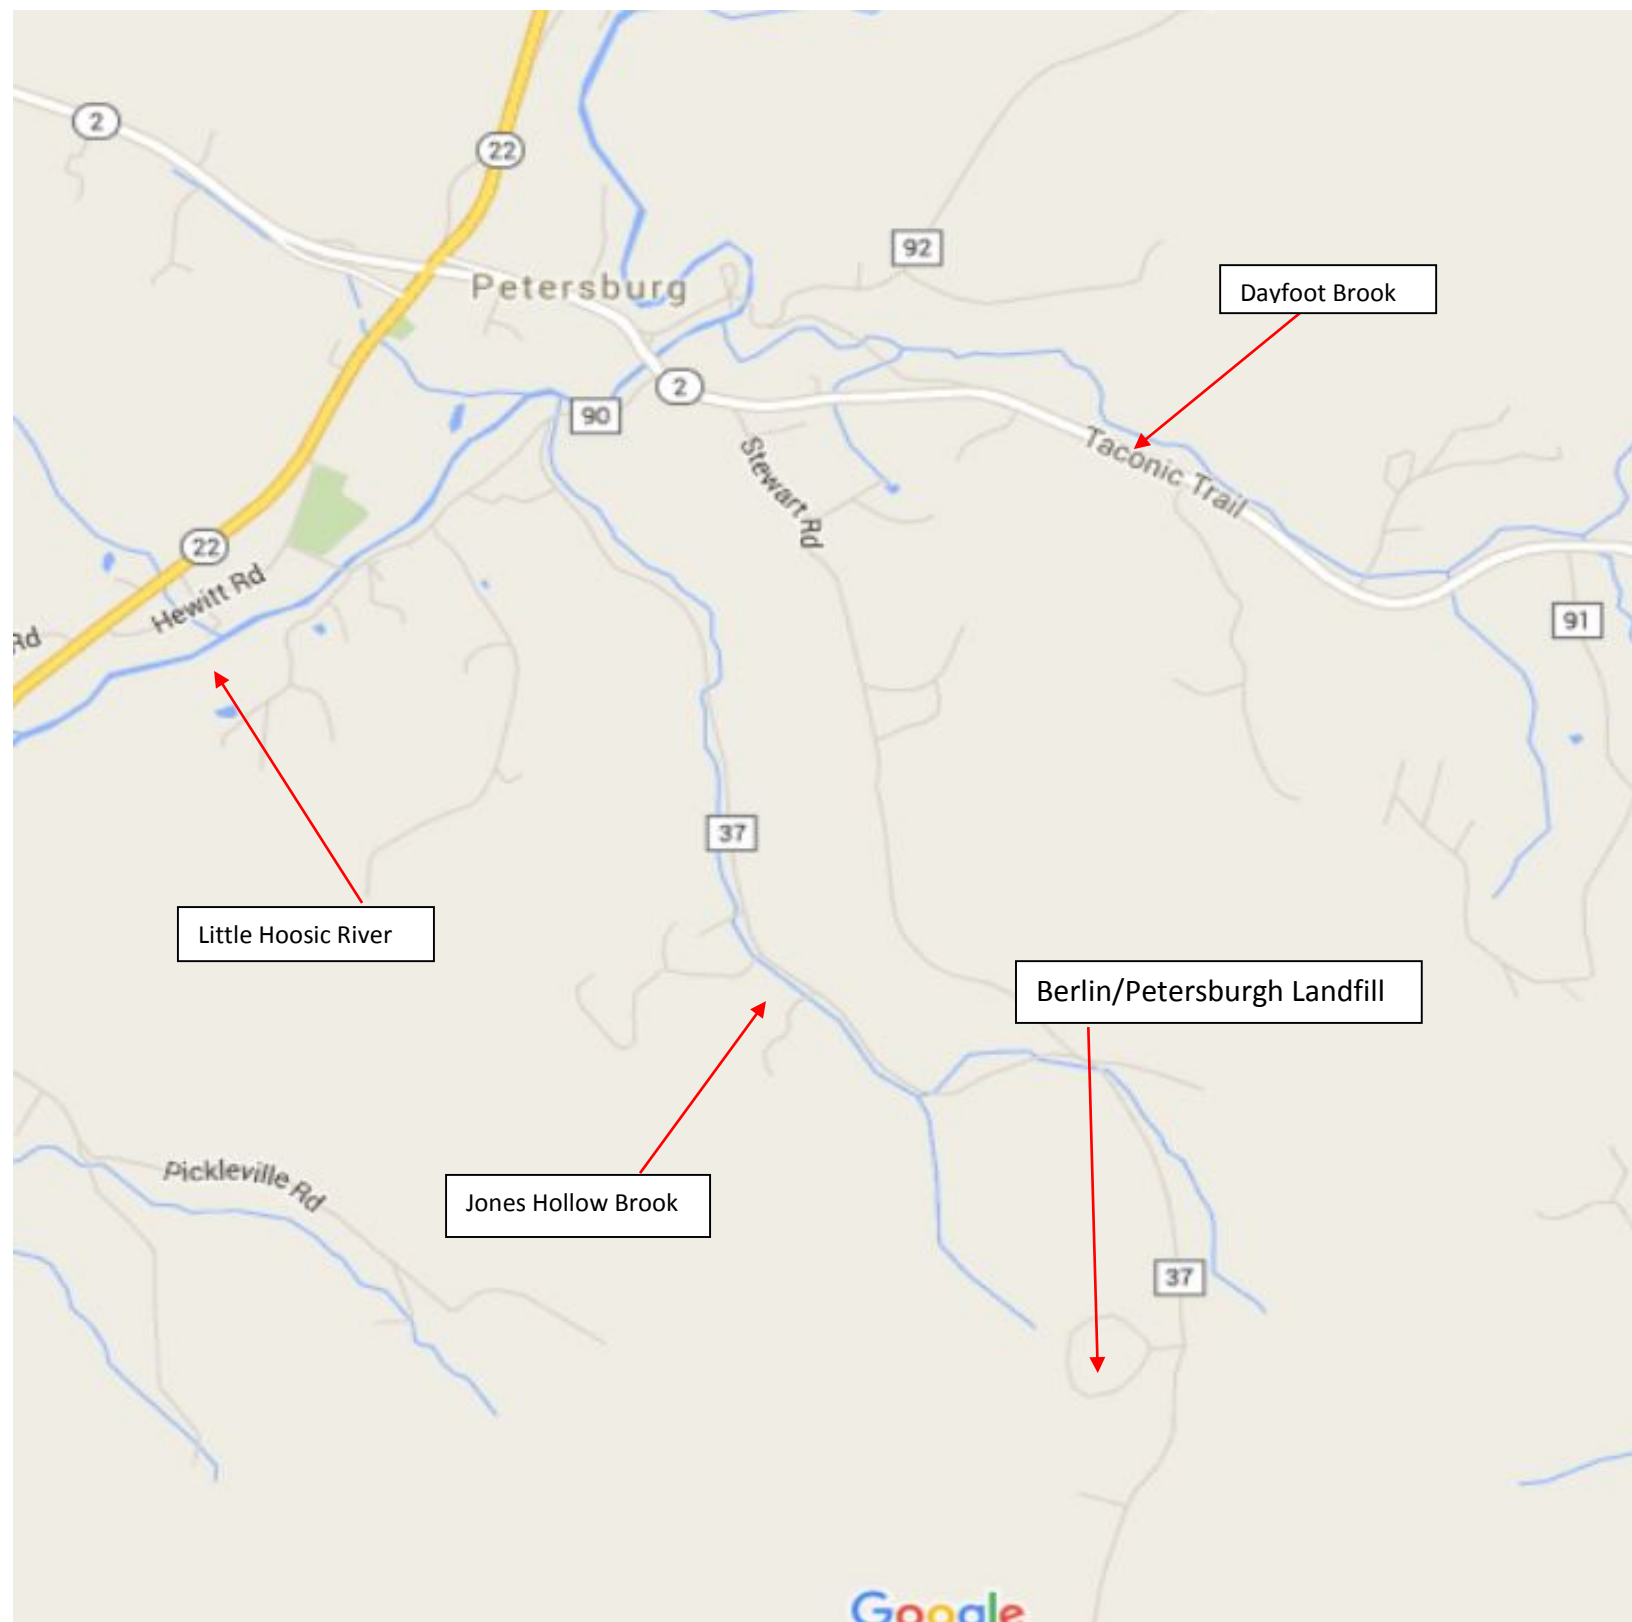 2
22
92
Petersburg
Dayfoot Brook
2
90
Taconic Trail
Stewart Rd
22
Hewitt Rd
Rd
91
37
Little Hoosic River
Berlin/Petersburgh Landfill
Pickleville Rd
Jones Hollow Brook
37
Google